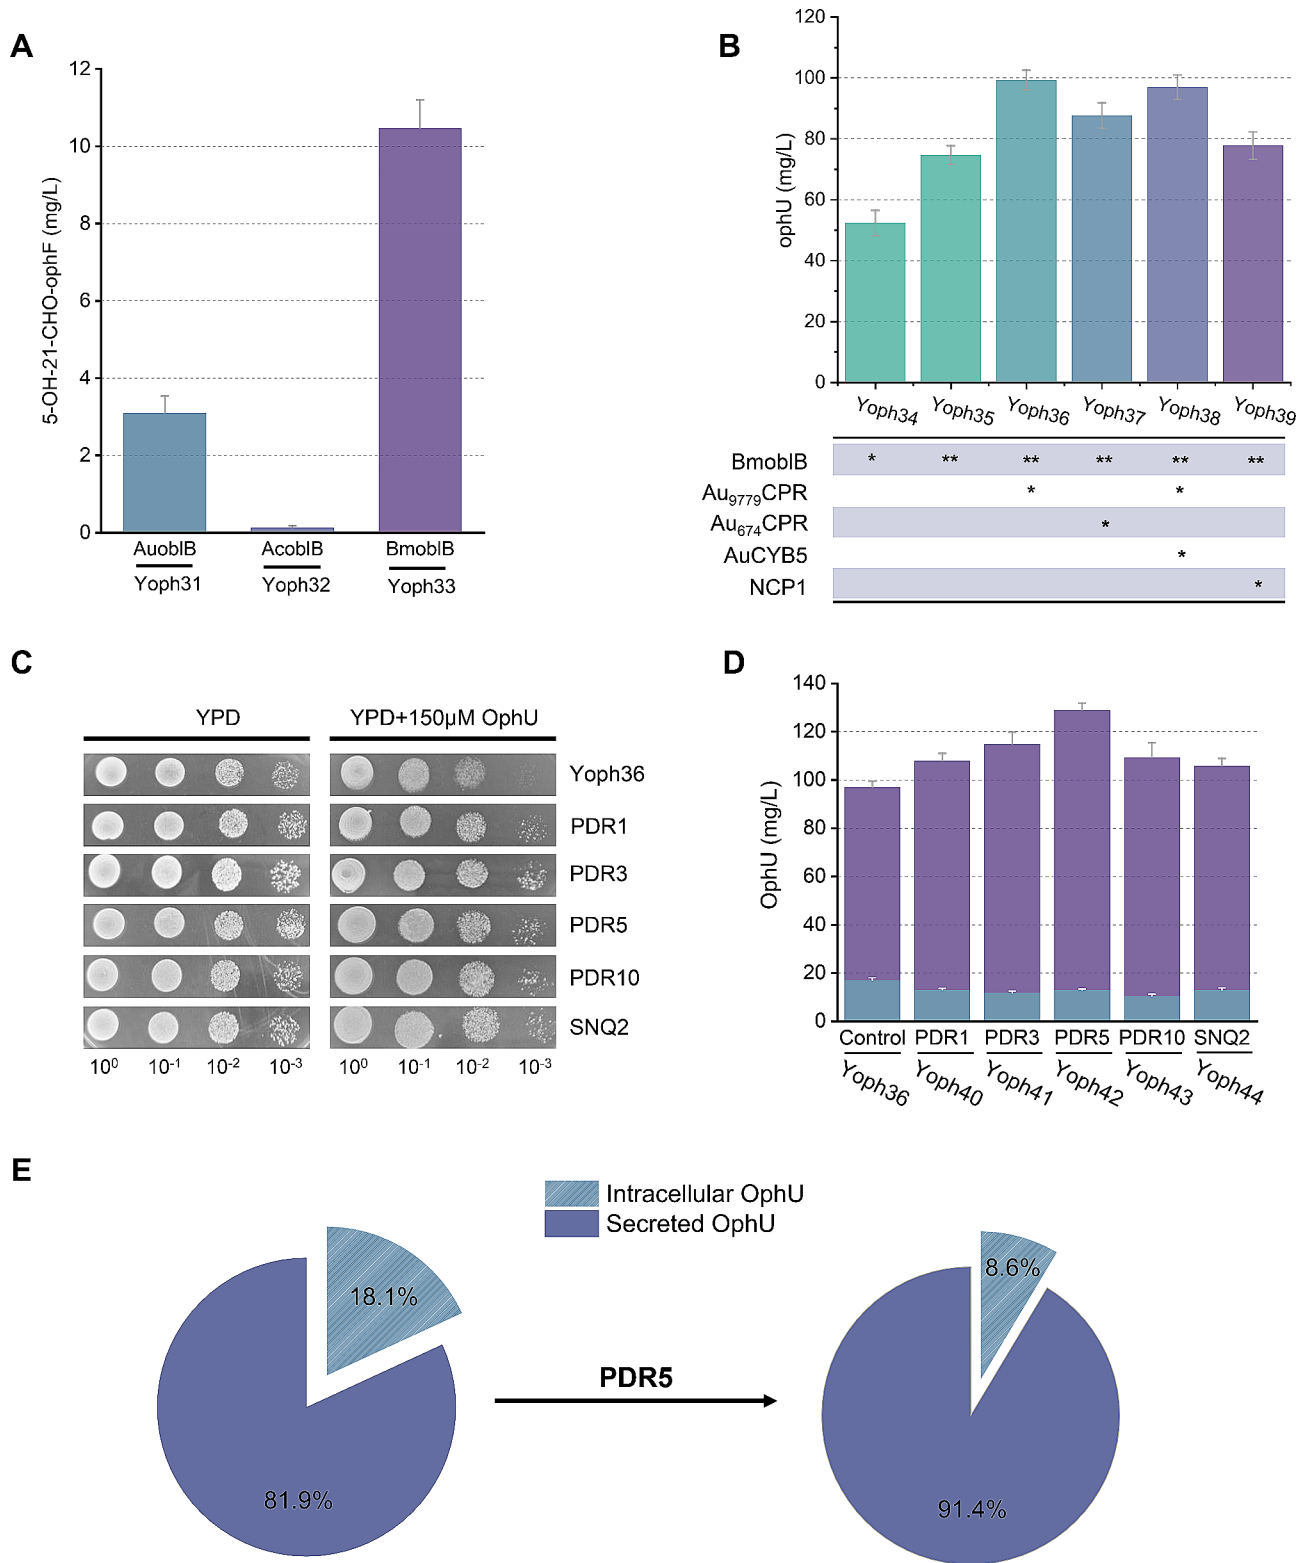 A
12
10
8
6
4
2
0
5-OH-21-CHO-ophF (mg/L)
AuoblB
AcoblB
BmoblB
Yoph31
Yoph32
Yoph33
B
120
100
80
60
40
20
0
ophU (mg/L)
Yoph34
Yoph35
Yoph36
Yoph37
Yoph38
Yoph39
BmoblB * ** ** ** ** **
Au₉₇₇₉CPR * *
Au₆₇₄CPR *
AuCYB5 *
NCP1 *
C
YPD
YPD+150μM OphU
Yoph36
PDR1
PDR3
PDR5
PDR10
SNQ2
10⁰ 10⁻¹ 10⁻² 10⁻³ 10⁰ 10⁻¹ 10⁻² 10⁻³
D
140
120
100
80
60
40
20
0
OphU (mg/L)
Control PDR1 PDR3 PDR5 PDR10 SNQ2
Yoph36 Yoph40 Yoph41 Yoph42 Yoph43 Yoph44
E
Intracellular OphU
Secreted OphU
18.1%
81.9%
PDR5
8.6%
91.4%